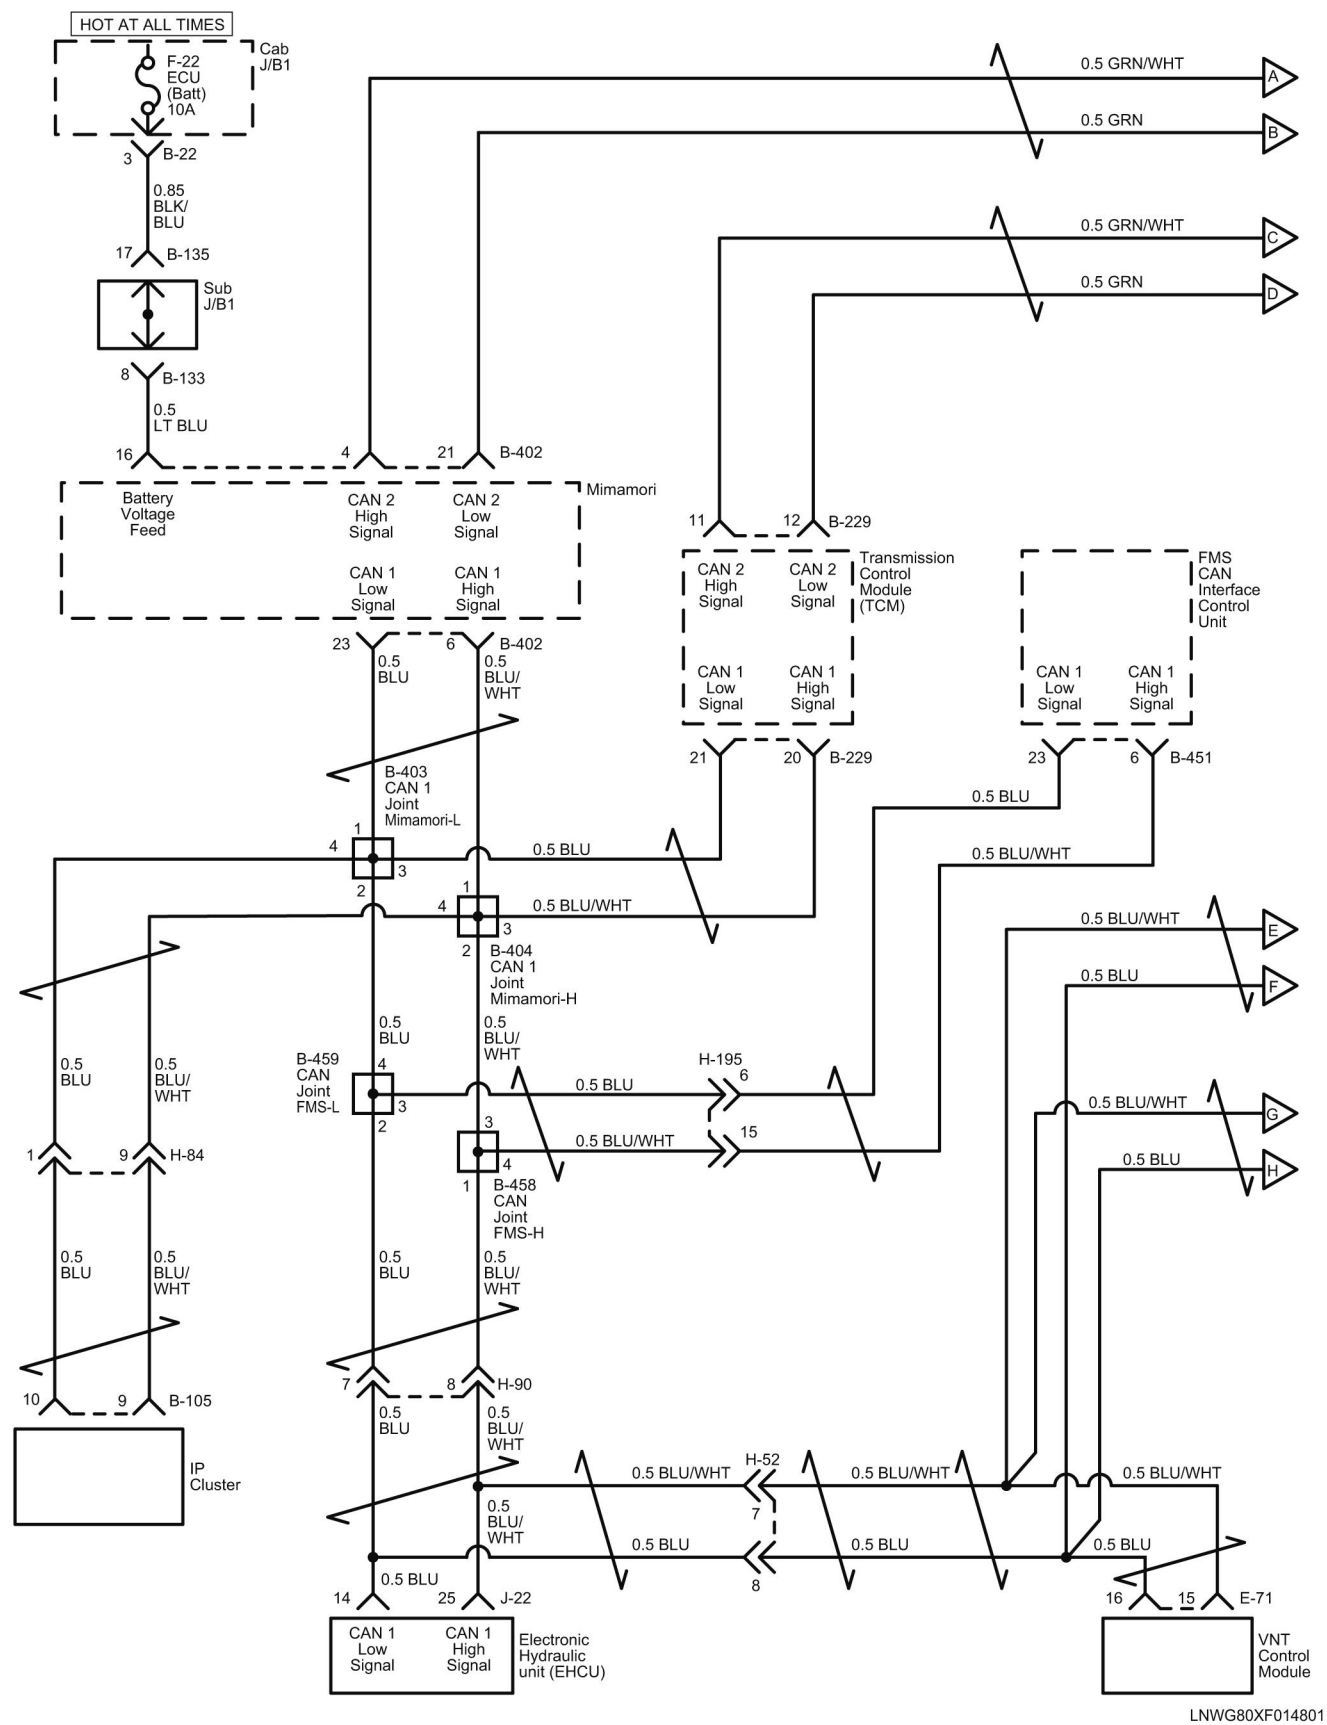 HOT AT ALL TIMES
Cab
J/B1
F-22
ECU
(Batt)
10A
3
B-22
0.85
BLK/
BLU
17
B-135
Sub
J/B1
8
B-133
0.5
LT BLU
0.5 GRN/WHT
A
0.5 GRN
B
0.5 GRN/WHT
C
0.5 GRN
D
16
4
21
B-402
Mimamori
Battery
Voltage
Feed
CAN 2
High
Signal
CAN 2
Low
Signal
CAN 1
Low
Signal
CAN 1
High
Signal
23
6
B-402
0.5
BLU
0.5
BLU/
WHT
11
12
B-229
Transmission
Control
Module
(TCM)
CAN 2
High
Signal
CAN 2
Low
Signal
CAN 1
Low
Signal
CAN 1
High
Signal
21
20
B-229
FMS
CAN
Interface
Control
Unit
CAN 1
Low
Signal
CAN 1
High
Signal
23
6
B-451
B-403
CAN 1
Joint
Mimamori-L
1
4
3
2
0.5 BLU
0.5 BLU
0.5 BLU/WHT
1
4
3
2
0.5 BLU/WHT
B-404
CAN 1
Joint
Mimamori-H
0.5 BLU/WHT
E
0.5 BLU
F
0.5
BLU
0.5
BLU/
WHT
0.5
BLU
0.5
BLU/
WHT
B-459
CAN
Joint
FMS-L
4
3
2
0.5 BLU
H-195
6
3
4
1
0.5 BLU/WHT
15
B-458
CAN
Joint
FMS-H
0.5 BLU/WHT
G
0.5 BLU
H
1
9
H-84
0.5
BLU
0.5
BLU/
WHT
0.5
BLU
0.5
BLU/
WHT
10
9
B-105
IP
Cluster
7
8
H-90
0.5
BLU
0.5
BLU/
WHT
0.5 BLU/WHT
H-52
7
0.5 BLU/WHT
0.5 BLU/WHT
0.5
BLU/
WHT
0.5 BLU
8
0.5 BLU
0.5 BLU
0.5 BLU
14
25
J-22
CAN 1
Low
Signal
CAN 1
High
Signal
Electronic
Hydraulic
unit (EHCU)
16
15
E-71
VNT
Control
Module
LNWG80XF014801